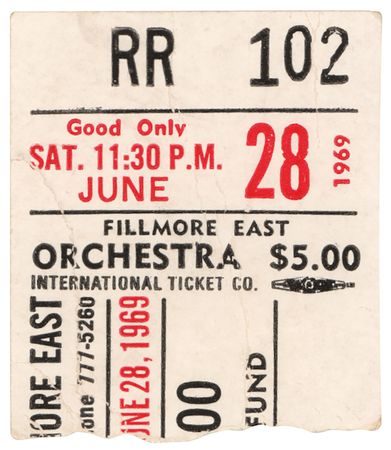 RR 102
Good Only
SAT. 11:30 P.M.
JUNE 28 1969
FILLMORE EAST
ORCHESTRA $5.00
INTERNATIONAL TICKET CO.
ORE EAST
one 777-5260
UNE 28, 1969
00
FUND